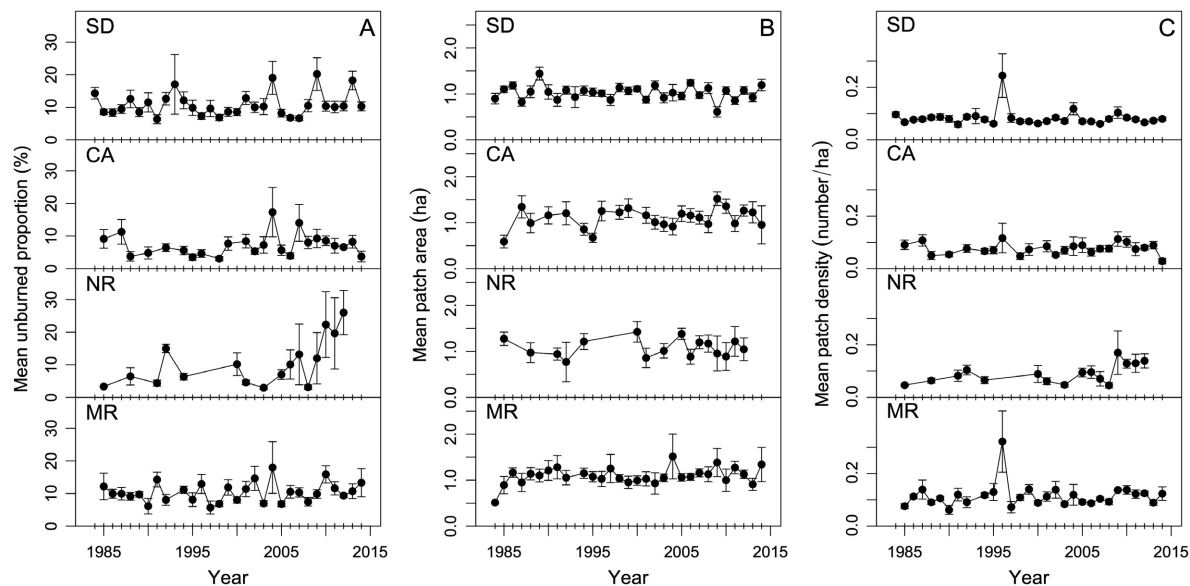 Mean unburned proportion (%)
SD
A
30
20
10
0
CA
30
20
10
0
NR
30
20
10
0
MR
30
20
10
0
1985 1995 2005 2015
Year
Mean patch area (ha)
SD
B
2.0
1.0
0.0
CA
2.0
1.0
0.0
NR
2.0
1.0
0.0
MR
2.0
1.0
0.0
1985 1995 2005 2015
Year
Mean patch density (number/ha)
SD
C
0.2
0.0
CA
0.2
0.0
NR
0.2
0.0
MR
0.2
0.0
1985 1995 2005 2015
Year